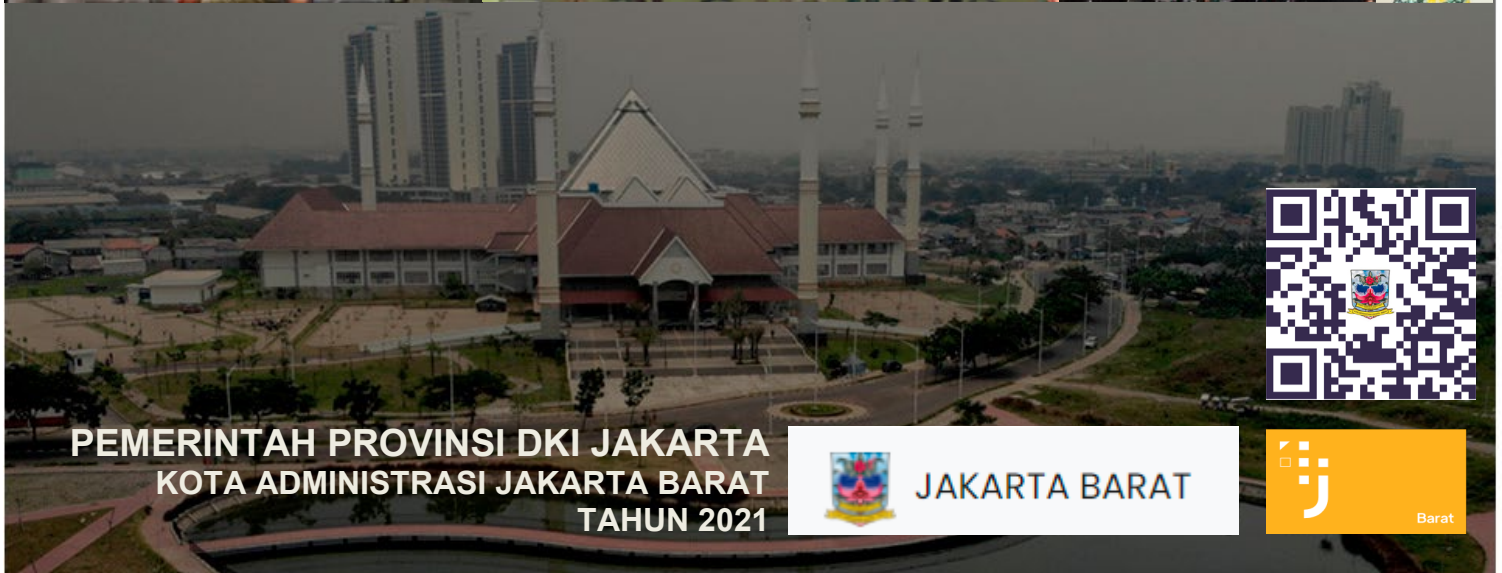 PEMERINTAH PROVINSI DKI JAKARTA
KOTA ADMINISTRASI JAKARTA BARAT
TAHUN 2021
JAKARTA BARAT
j
Barat